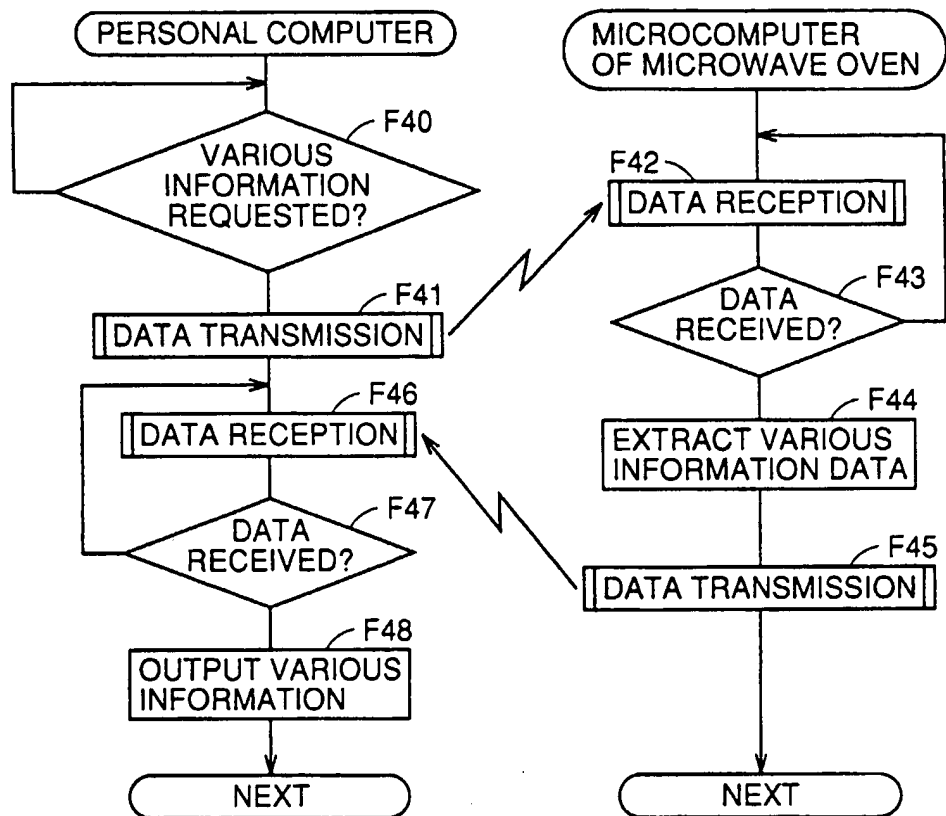 PERSONAL COMPUTER
F40
VARIOUS
INFORMATION
REQUESTED?
F41
DATA TRANSMISSION
F46
DATA RECEPTION
F47
DATA
RECEIVED?
F48
OUTPUT VARIOUS
INFORMATION
NEXT
MICROCOMPUTER
OF MICROWAVE OVEN
F42
DATA RECEPTION
F43
DATA
RECEIVED?
F44
EXTRACT VARIOUS
INFORMATION DATA
F45
DATA TRANSMISSION
NEXT